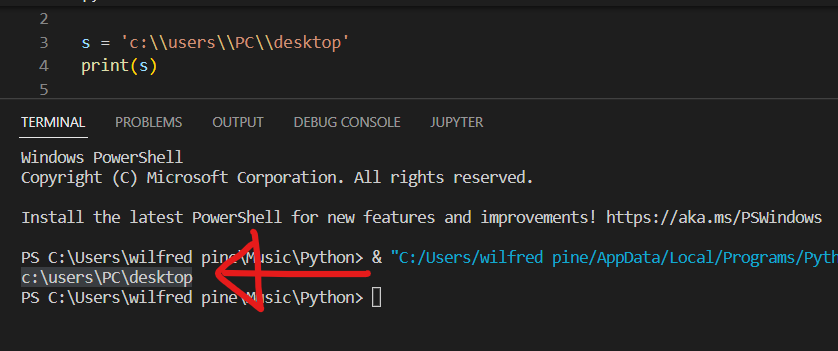 2
3 s = 'c:\\users\\PC\\desktop'
4 print(s)
5
TERMINAL PROBLEMS OUTPUT DEBUG CONSOLE JUPYTER
Windows PowerShell
Copyright (C) Microsoft Corporation. All rights reserved.
Install the latest PowerShell for new features and improvements! https://aka.ms/PSWindows
PS C:\Users\wilfred pine\Music\Python> & "C:/Users/wilfred pine/AppData/Local/Programs/Pyth
c:\users\PC\desktop
PS C:\Users\wilfred pine\Music\Python>